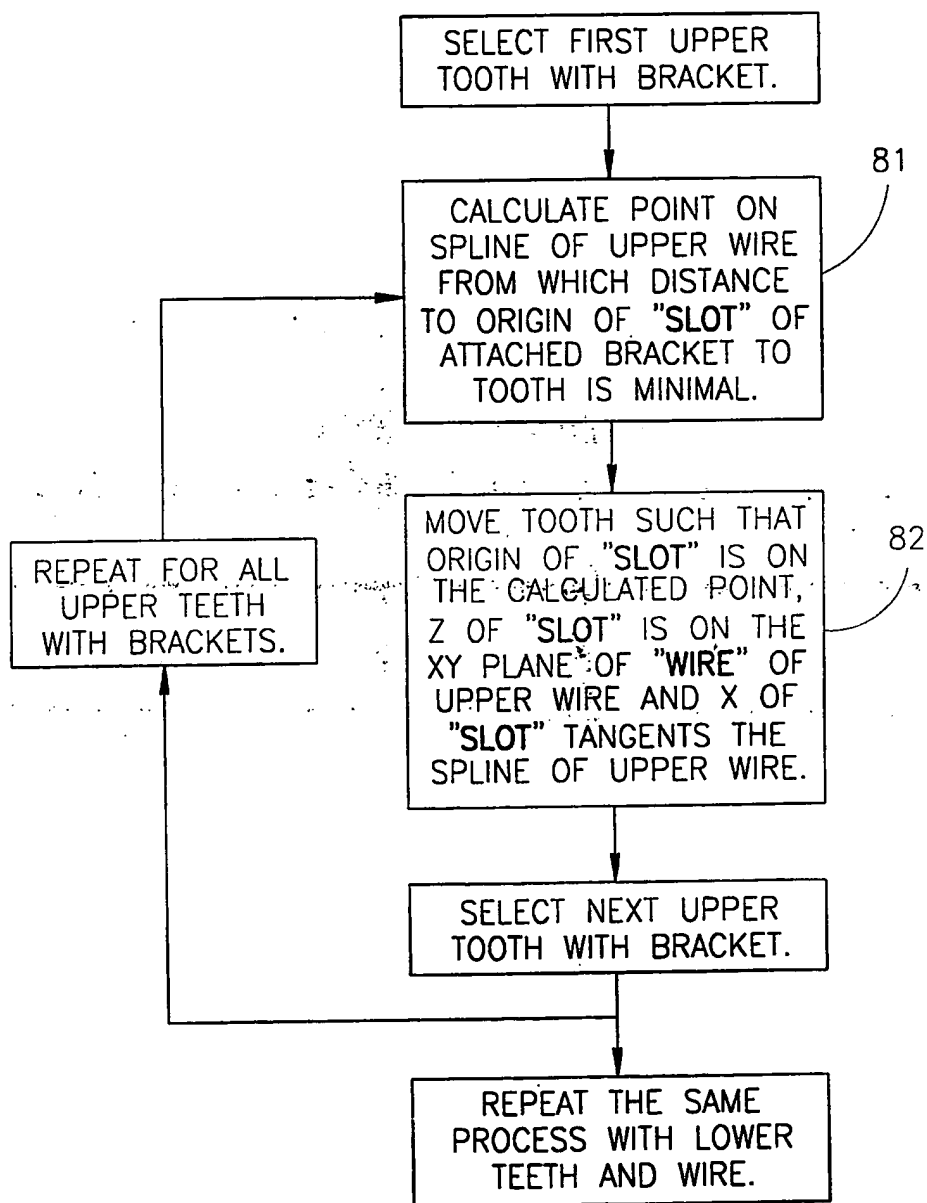 SELECT FIRST UPPER
TOOTH WITH BRACKET.
81
CALCULATE POINT ON
SPLINE OF UPPER WIRE
FROM WHICH DISTANCE
TO ORIGIN OF "SLOT" OF
ATTACHED BRACKET TO
TOOTH IS MINIMAL.
82
MOVE TOOTH SUCH THAT
ORIGIN OF "SLOT" IS ON
THE CALCULATED POINT,
Z OF "SLOT" IS ON THE
XY PLANE OF "WIRE" OF
UPPER WIRE AND X OF
"SLOT" TANGENTS THE
SPLINE OF UPPER WIRE.
REPEAT FOR ALL
UPPER TEETH
WITH BRACKETS.
SELECT NEXT UPPER
TOOTH WITH BRACKET.
REPEAT THE SAME
PROCESS WITH LOWER
TEETH AND WIRE.